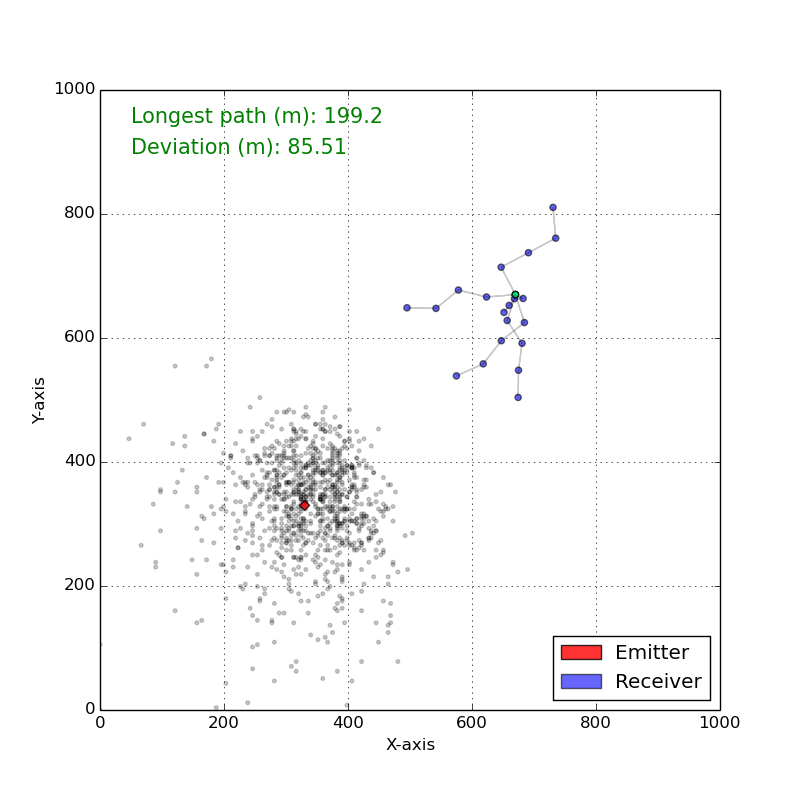 Longest path (m): 199.2
Deviation (m): 85.51
1000
800
600
400
200
0
Y-axis
0 200 400 600 800 1000
X-axis
Emitter
Receiver